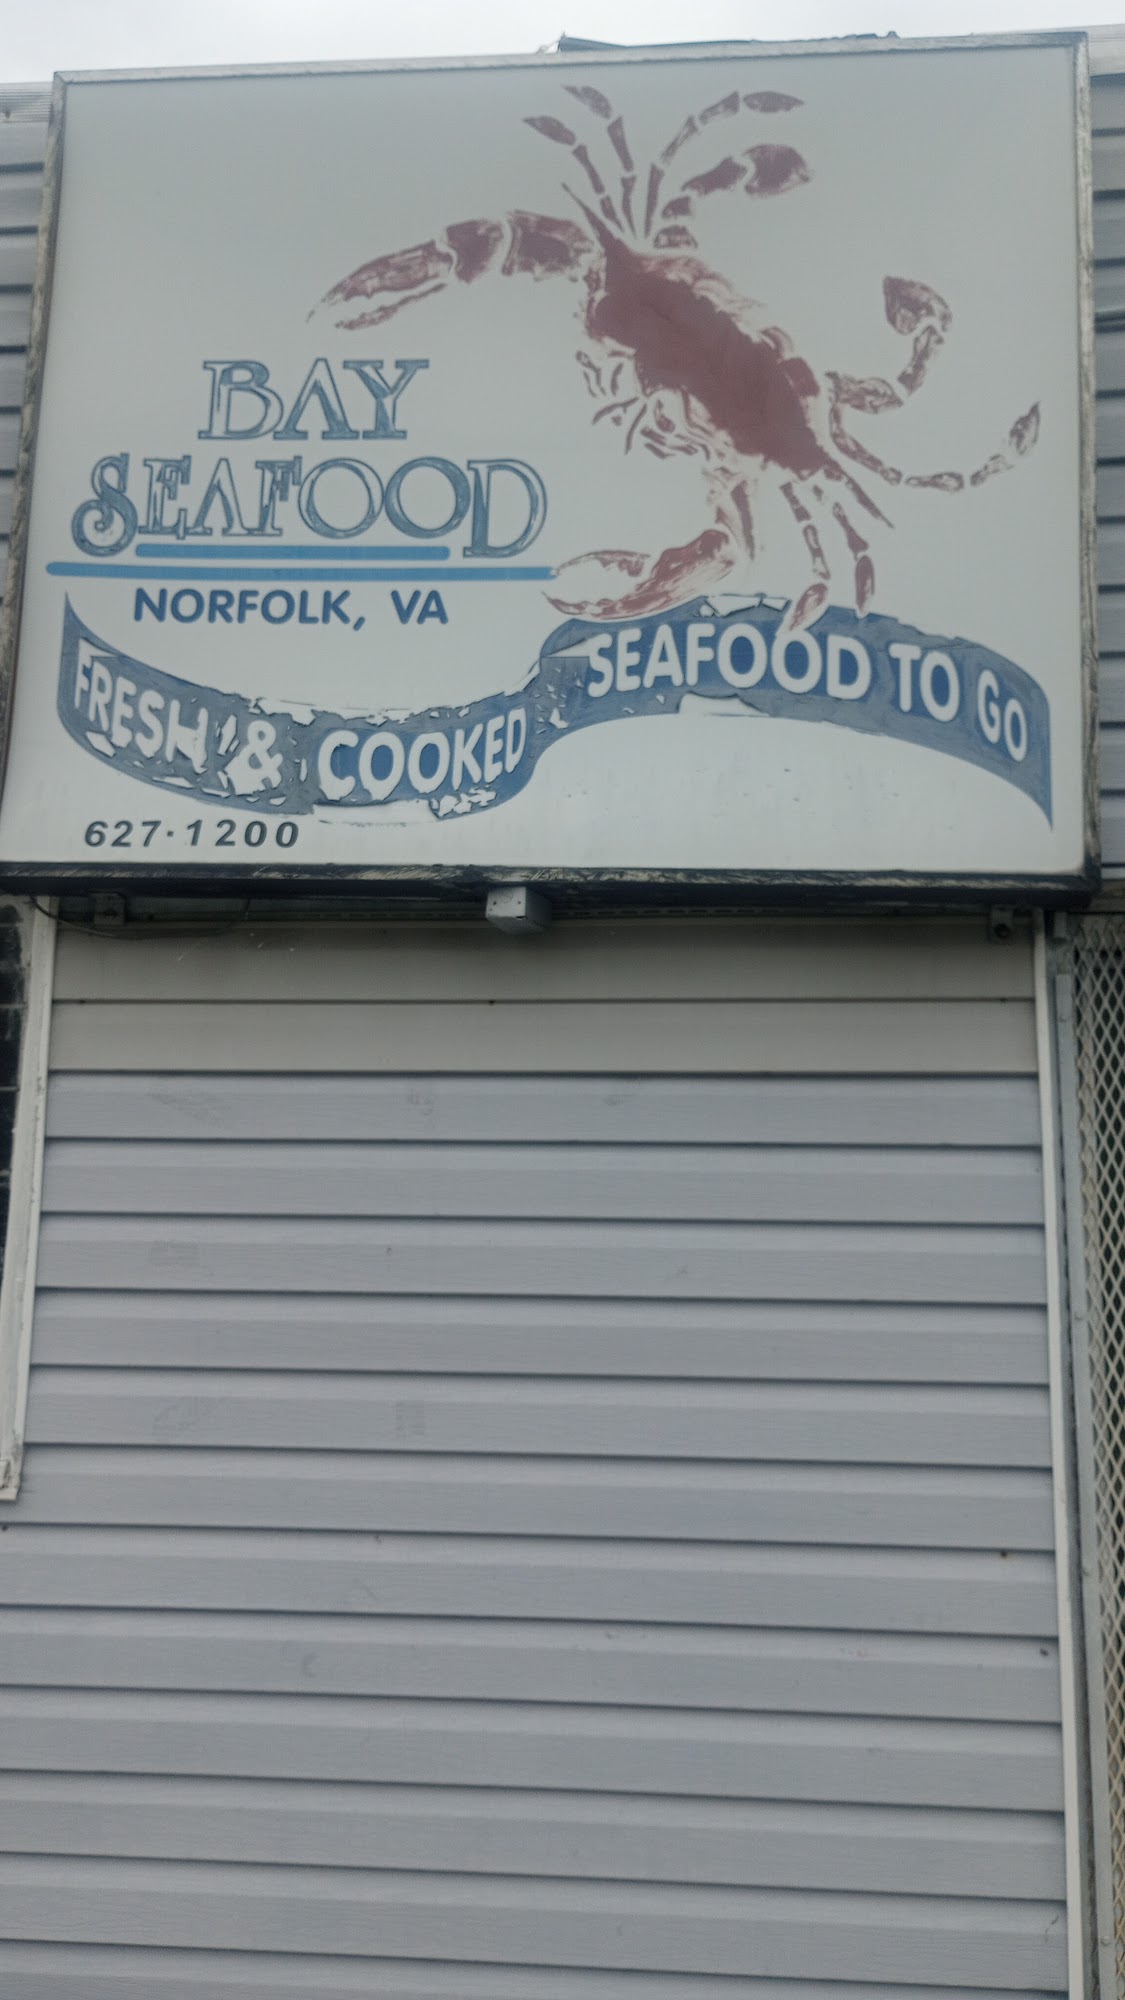 BAY
SEAFOOD
NORFOLK, VA
FRESH & COOKED SEAFOOD TO GO
627·1200